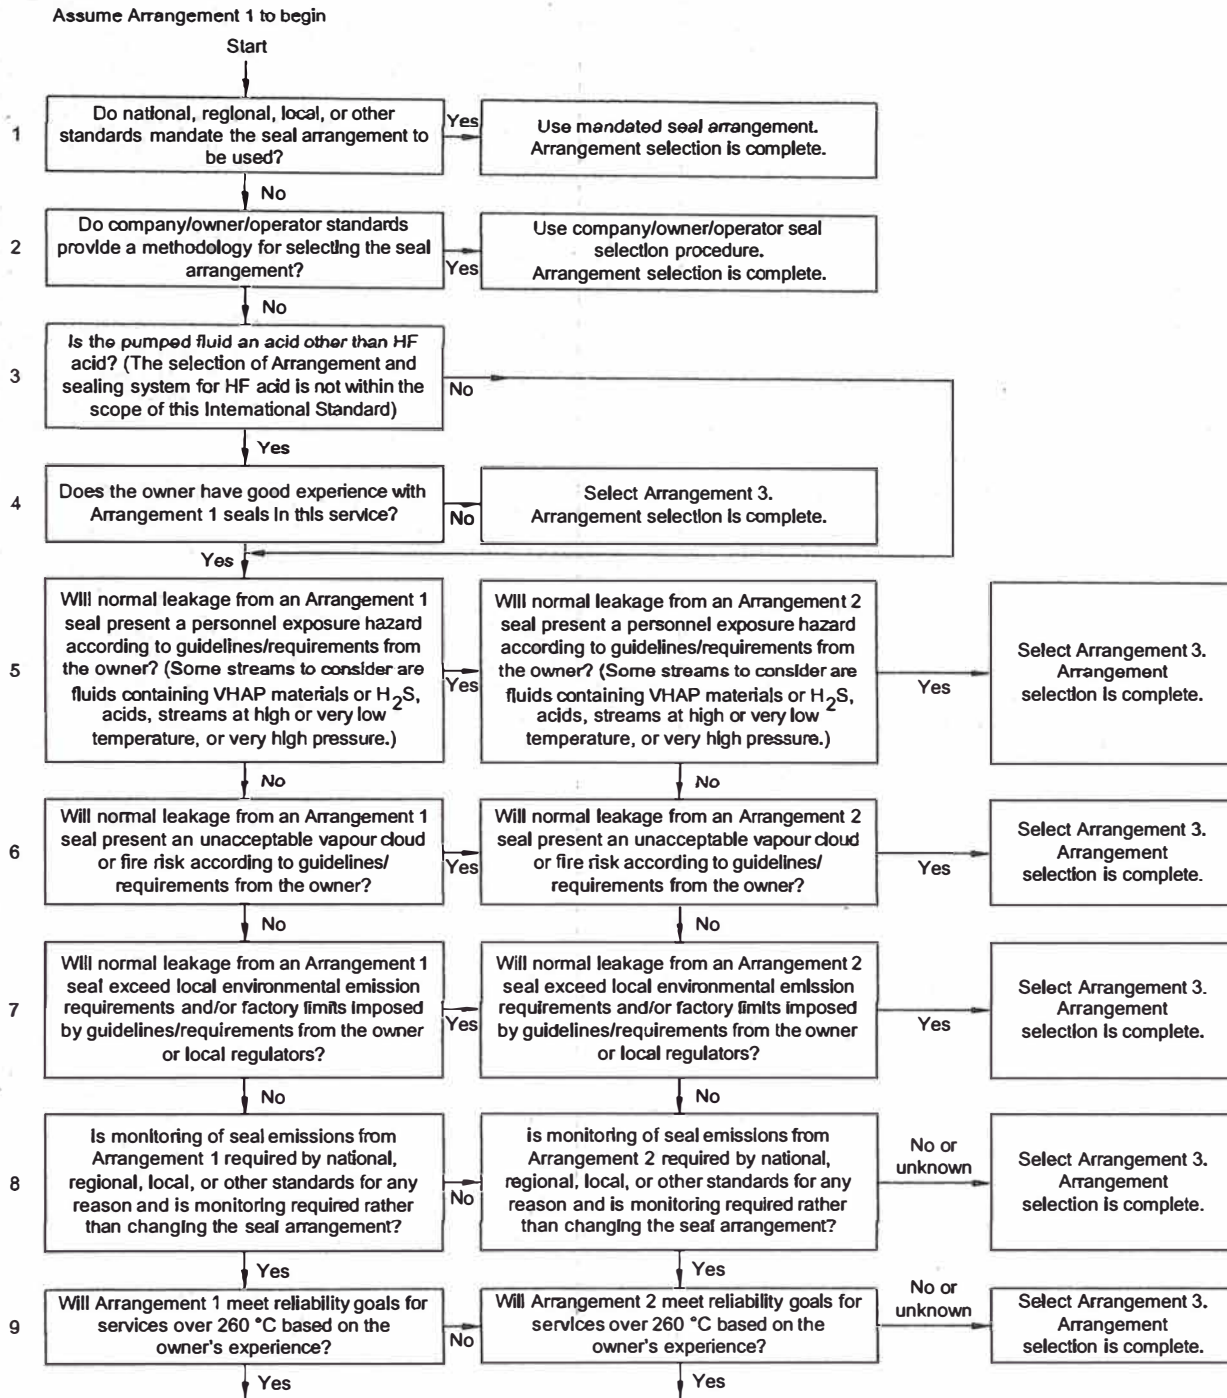 Assume Arrangement 1 to begin
Start
1
Do national, regional, local, or other
standards mandate the seal arrangement to
be used?
Yes
Use mandated seal arrangement.
Arrangement selection is complete.
No
2
Do company/owner/operator standards
provide a methodology for selecting the seal
arrangement?
Yes
Use company/owner/operator seal
selection procedure.
Arrangement selection is complete.
No
3
Is the pumped fluid an acid other than HF
acid? (The selection of Arrangement and
sealing system for HF acid is not within the
scope of this International Standard)
No
Yes
4
Does the owner have good experience with
Arrangement 1 seals in this service?
No
Select Arrangement 3.
Arrangement selection is complete.
Yes
5
Will normal leakage from an Arrangement 1
seal present a personnel exposure hazard
according to guidelines/requirements from
the owner? (Some streams to consider are
fluids containing VHAP materials or H2S,
acids, streams at high or very low
temperature, or very high pressure.)
Yes
Will normal leakage from an Arrangement 2
seal present a personnel exposure hazard
according to guidelines/requirements from
the owner? (Some streams to consider are
fluids containing VHAP materials or H2S,
acids, streams at high or very low
temperature, or very high pressure.)
Yes
Select Arrangement 3.
Arrangement
selection is complete.
No
No
6
Will normal leakage from an Arrangement 1
seal present an unacceptable vapour cloud
or fire risk according to guidelines/
requirements from the owner?
Yes
Will normal leakage from an Arrangement 2
seal present an unacceptable vapour cloud
or fire risk according to guidelines/
requirements from the owner?
Yes
Select Arrangement 3.
Arrangement
selection is complete.
No
No
7
Will normal leakage from an Arrangement 1
seal exceed local environmental emission
requirements and/or factory limits imposed
by guidelines/requirements from the owner
or local regulators?
Yes
Will normal leakage from an Arrangement 2
seal exceed local environmental emission
requirements and/or factory limits imposed
by guidelines/requirements from the owner
or local regulators?
Yes
Select Arrangement 3.
Arrangement
selection is complete.
No
No
8
Is monitoring of seal emissions from
Arrangement 1 required by national,
regional, local, or other standards for any
reason and is monitoring required rather
than changing the seal arrangement?
No
is monitoring of seal emissions from
Arrangement 2 required by national,
regional, local, or other standards for any
reason and is monitoring required rather
than changing the seal arrangement?
No or
unknown
Select Arrangement 3.
Arrangement
selection is complete.
Yes
Yes
9
Will Arrangement 1 meet reliability goals for
services over 260 °C based on the
owner's experience?
No
Will Arrangement 2 meet reliability goals for
services over 260 °C based on the
owner's experience?
No or
unknown
Select Arrangement 3.
Arrangement
selection is complete.
Yes
Yes